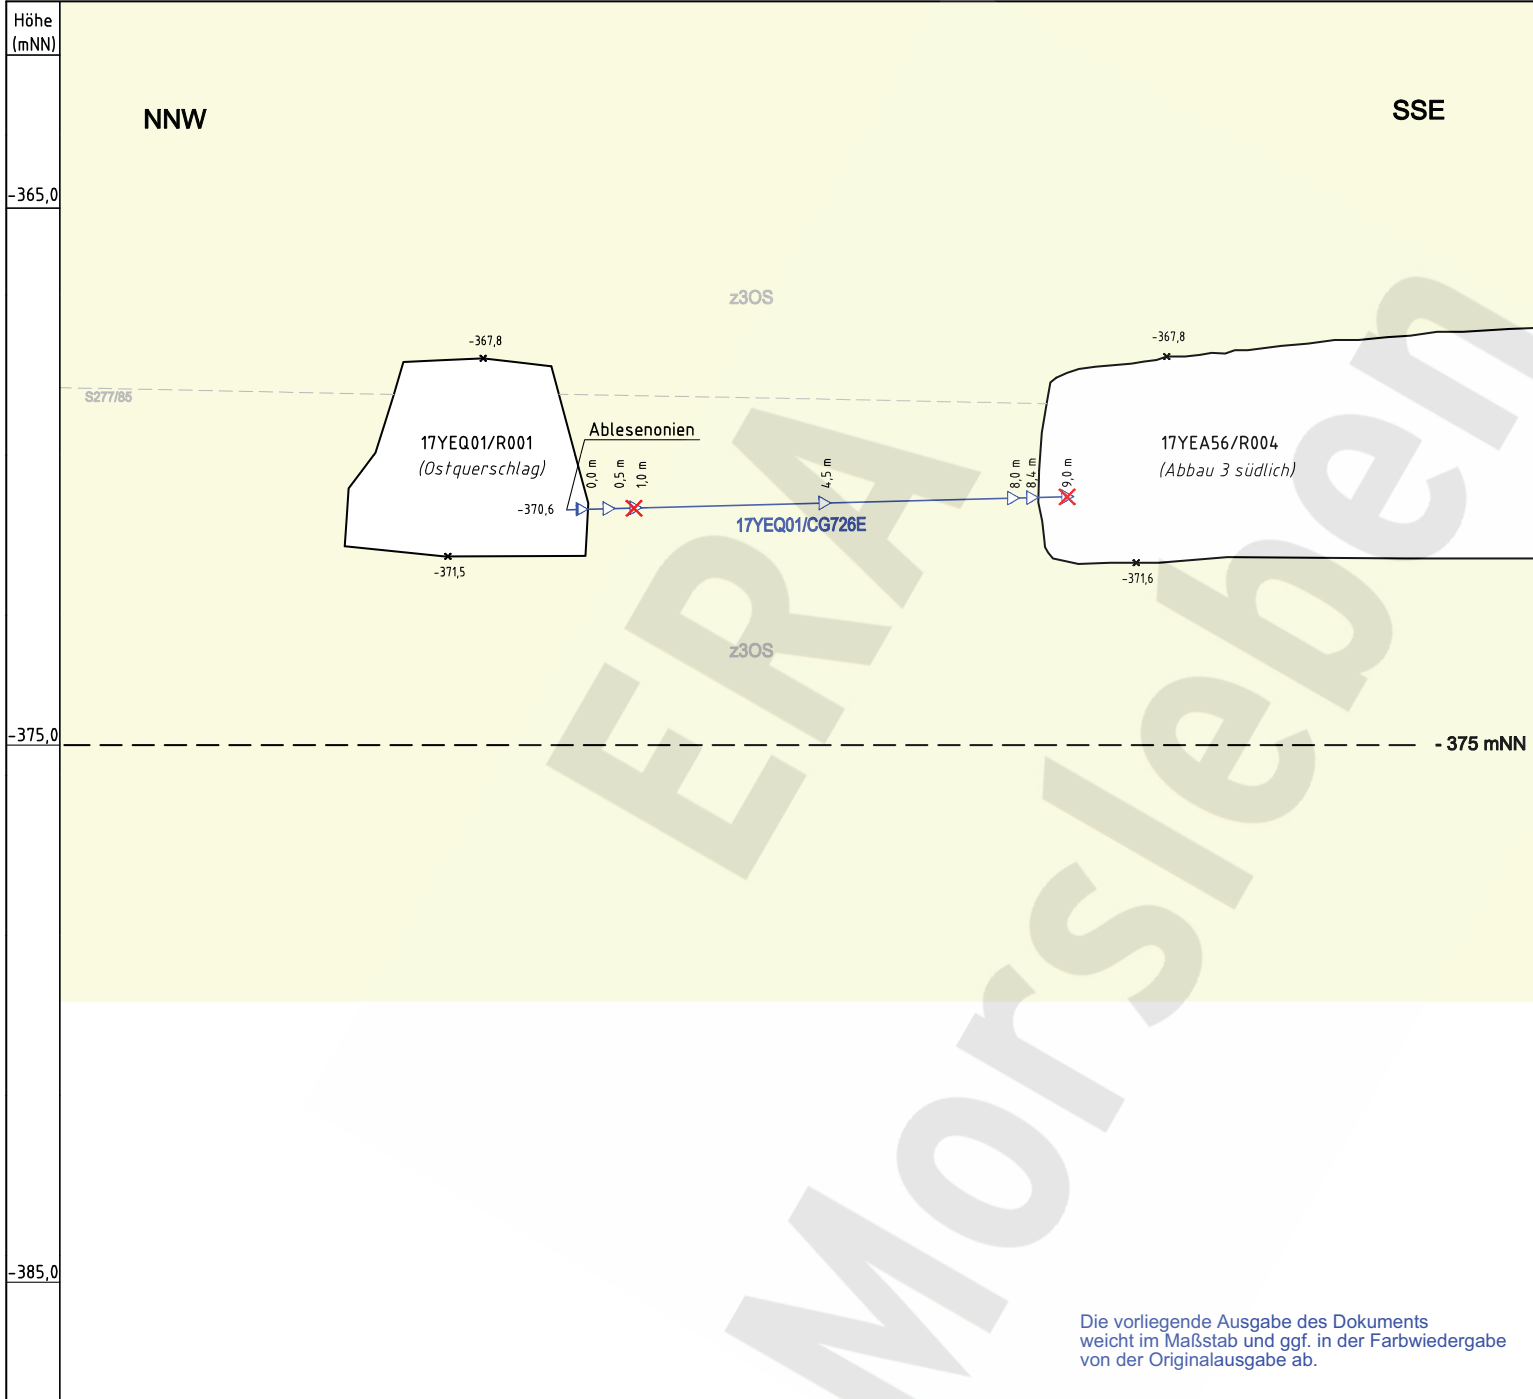 Höhe
(mNN)
NNW
SSE
-365,0
z3OS
-367,8
-367,8
S277/85
Ablesenonien
17YEQ01/R001
(Ostquerschlag)
17YEA56/R004
(Abbau 3 südlich)
0,0 m
0,5 m
1,0 m
4,5 m
8,0 m
8,4 m
9,0 m
-370,6
17YEQ01/CG726E
-371,5
-371,6
z3OS
-375,0
- 375 mNN
ERA
Morsleben
-385,0
Die vorliegende Ausgabe des Dokuments
weicht im Maßstab und ggf. in der Farbwiedergabe
von der Originalausgabe ab.